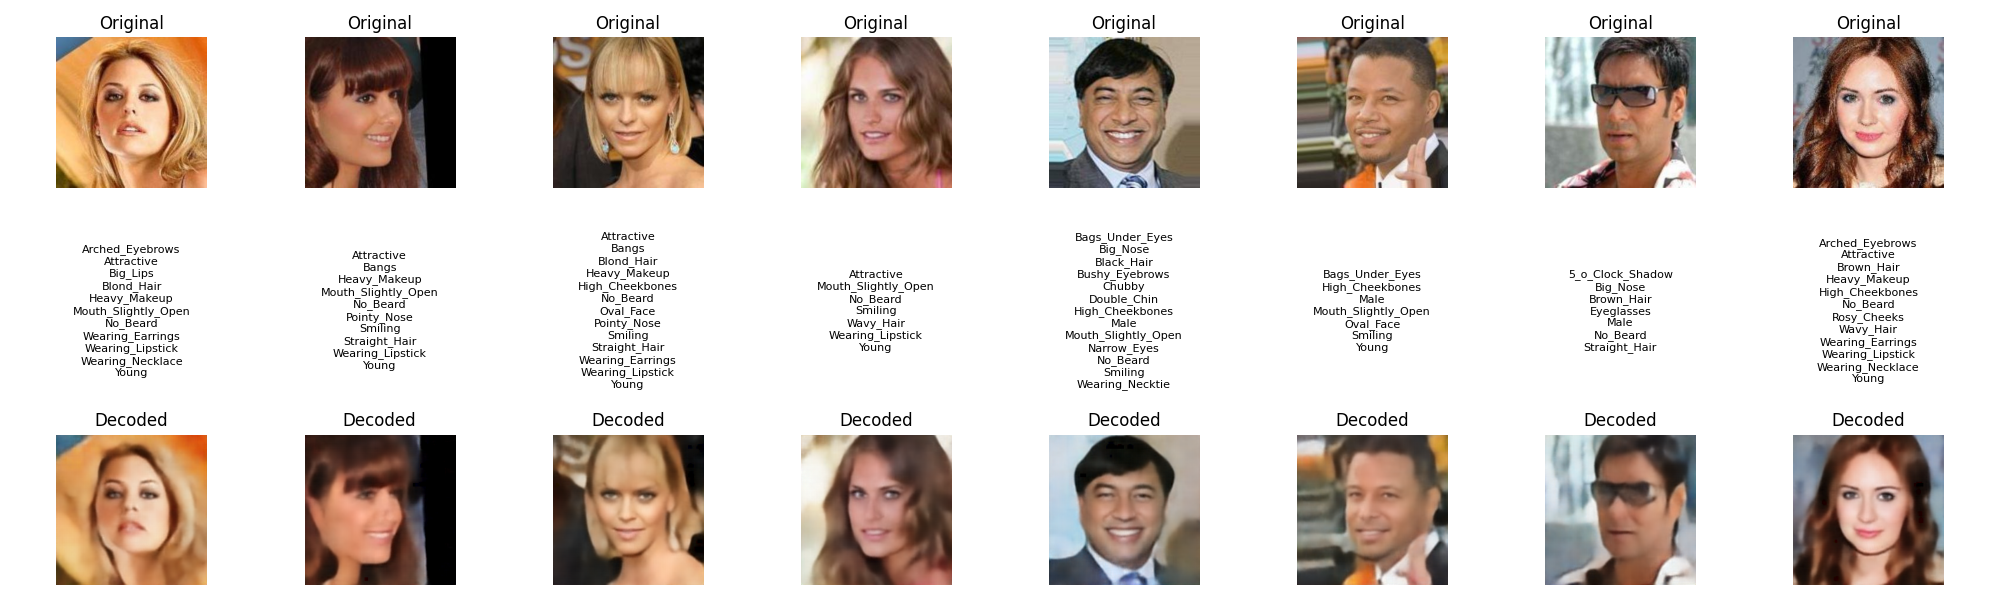 Original
Original
Original
Original
Original
Original
Original
Original
Arched_Eyebrows
Attractive
Big_Lips
Blond_Hair
Heavy_Makeup
Mouth_Slightly_Open
No_Beard
Wearing_Earrings
Wearing_Lipstick
Wearing_Necklace
Young
Attractive
Bangs
Heavy_Makeup
Mouth_Slightly_Open
No_Beard
Pointy_Nose
Smiling
Straight_Hair
Wearing_Lipstick
Young
Attractive
Bangs
Blond_Hair
Heavy_Makeup
High_Cheekbones
No_Beard
Oval_Face
Pointy_Nose
Smiling
Straight_Hair
Wearing_Earrings
Wearing_Lipstick
Young
Attractive
Mouth_Slightly_Open
No_Beard
Smiling
Wavy_Hair
Wearing_Lipstick
Young
Bags_Under_Eyes
Big_Nose
Black_Hair
Bushy_Eyebrows
Chubby
Double_Chin
High_Cheekbones
Male
Mouth_Slightly_Open
Narrow_Eyes
No_Beard
Smiling
Wearing_Necktie
Bags_Under_Eyes
High_Cheekbones
Male
Mouth_Slightly_Open
Oval_Face
Smiling
Young
5_o_Clock_Shadow
Big_Nose
Brown_Hair
Eyeglasses
Male
No_Beard
Straight_Hair
Arched_Eyebrows
Attractive
Brown_Hair
Heavy_Makeup
High_Cheekbones
No_Beard
Rosy_Cheeks
Wavy_Hair
Wearing_Earrings
Wearing_Lipstick
Wearing_Necklace
Young
Decoded
Decoded
Decoded
Decoded
Decoded
Decoded
Decoded
Decoded